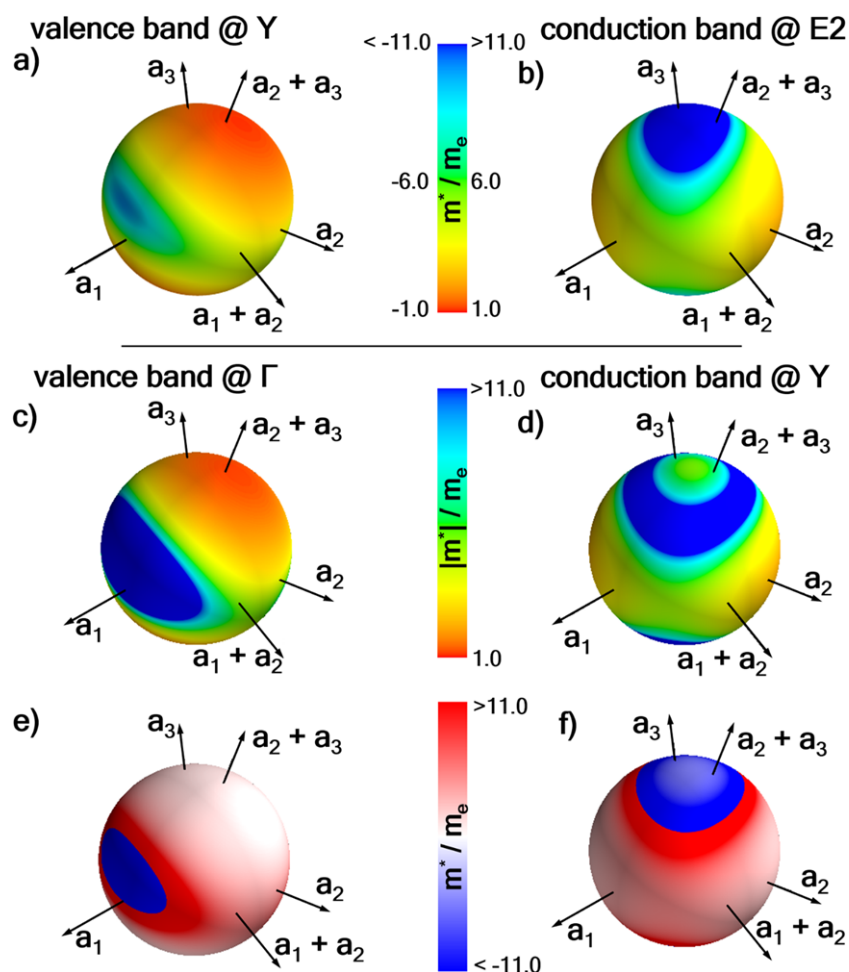 valence band @ Y
conduction band @ E2
a)
a3
a2 + a3
a1
a2
a1 + a2
< -11.0
>11.0
-6.0
6.0
m* / me
-1.0
1.0
b)
a3
a2 + a3
a2
a1
a1 + a2
valence band @ Γ
conduction band @ Y
c)
a3
a2 + a3
a2
a1
a1 + a2
>11.0
|m*| / me
1.0
d)
a3
a2 + a3
a2
a1
a1 + a2
e)
a3
a2 + a3
a2
a1
a1 + a2
>11.0
m* / me
< -11.0
f)
a3
a2 + a3
a2
a1
a1 + a2